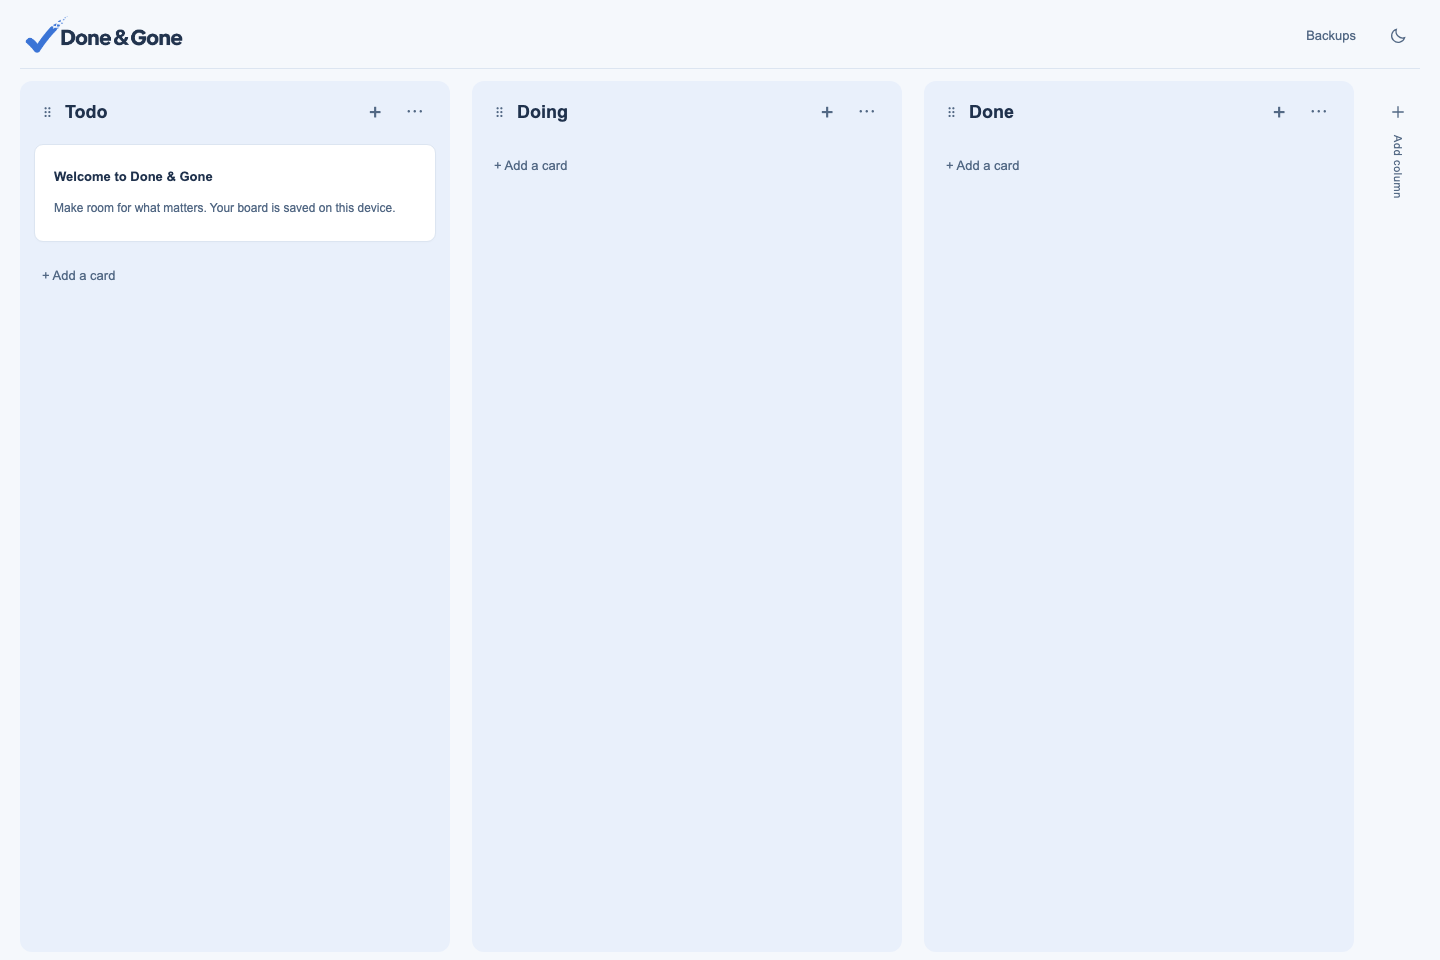 Done & Gone
Backups
Todo
+
...
Welcome to Done & Gone
Make room for what matters. Your board is saved on this device.
+ Add a card
Doing
+
...
+ Add a card
Done
+
...
+ Add a card
+
Add column